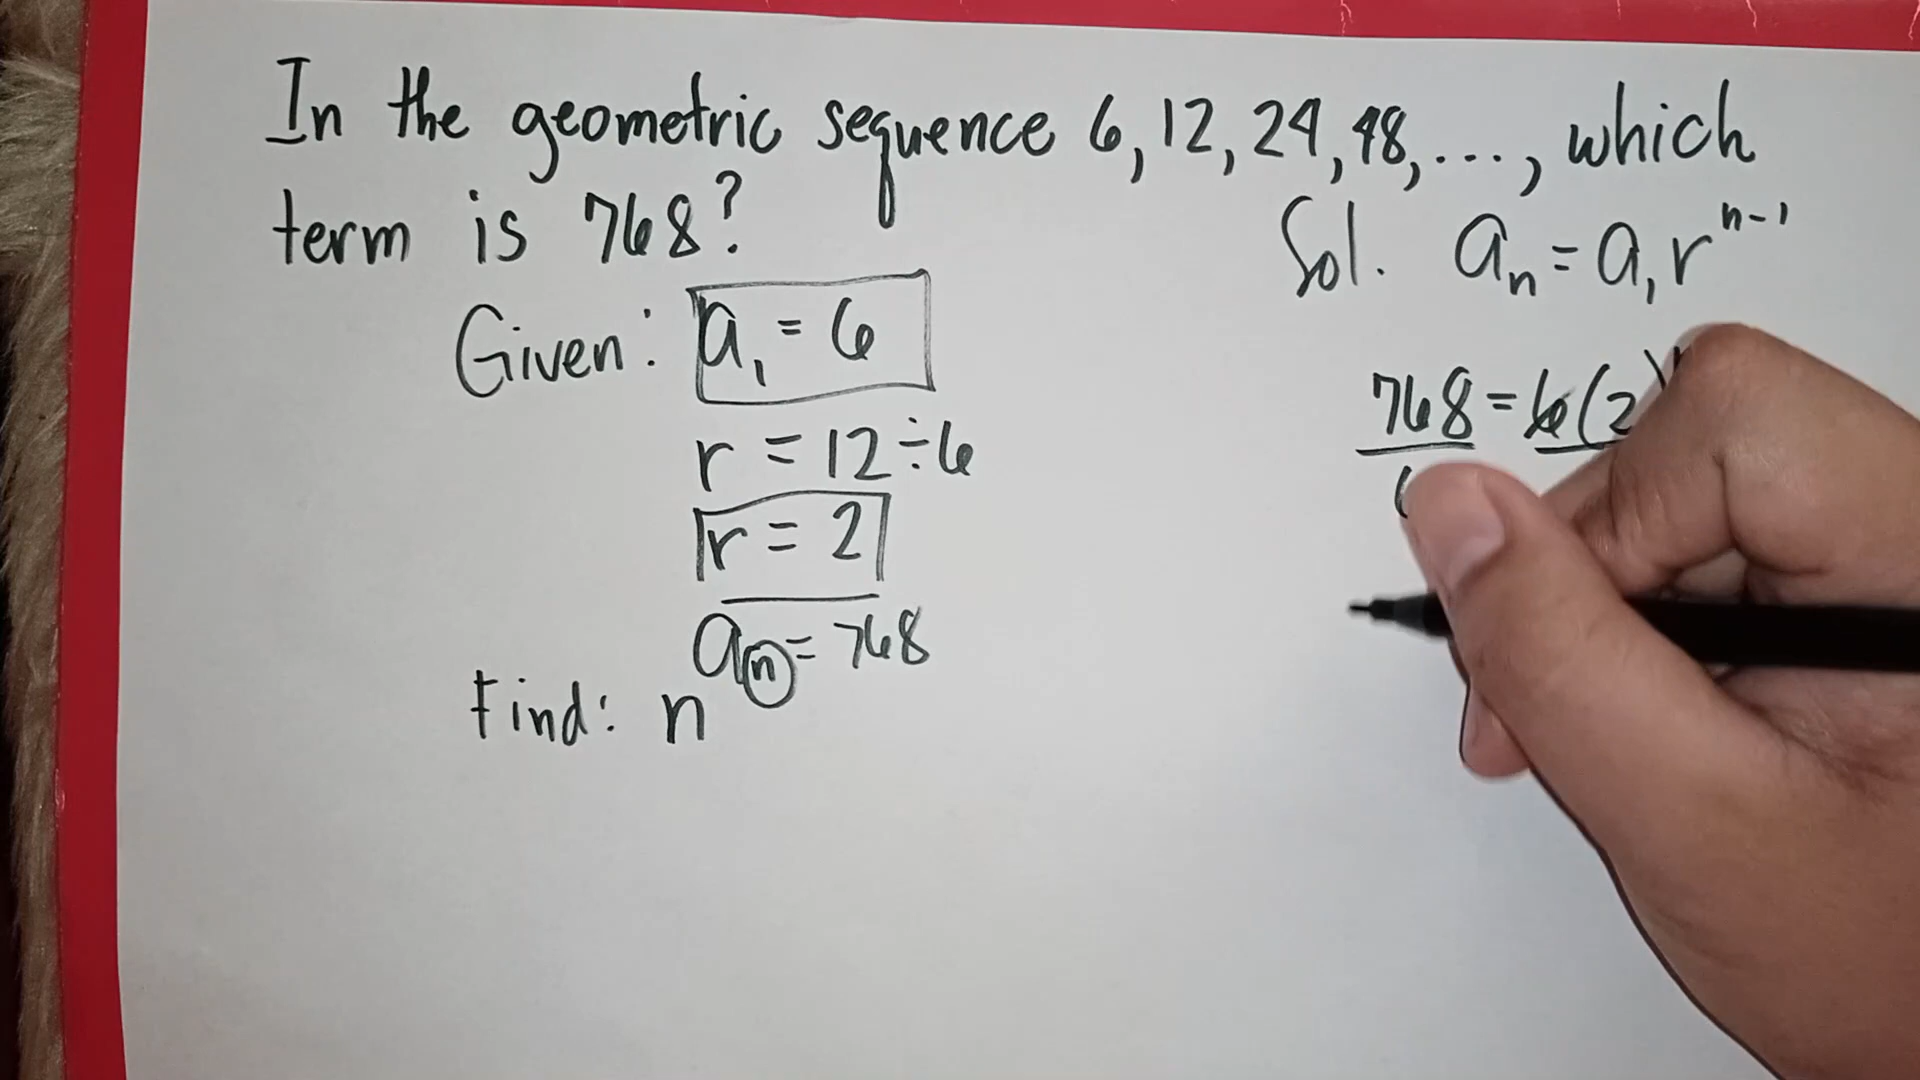 In the geometric sequence 6, 12, 24, 48, ..., which
term is 768?
Sol. aₙ = a₁rⁿ⁻¹
Given: a₁ = 6
768 = 6(2)
r = 12 ÷ 6
r = 2
aₙ = 768
Find: n